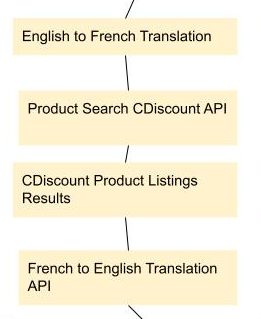 English to French Translation
Product Search CDiscount API
CDiscount Product Listings
Results
French to English Translation
API